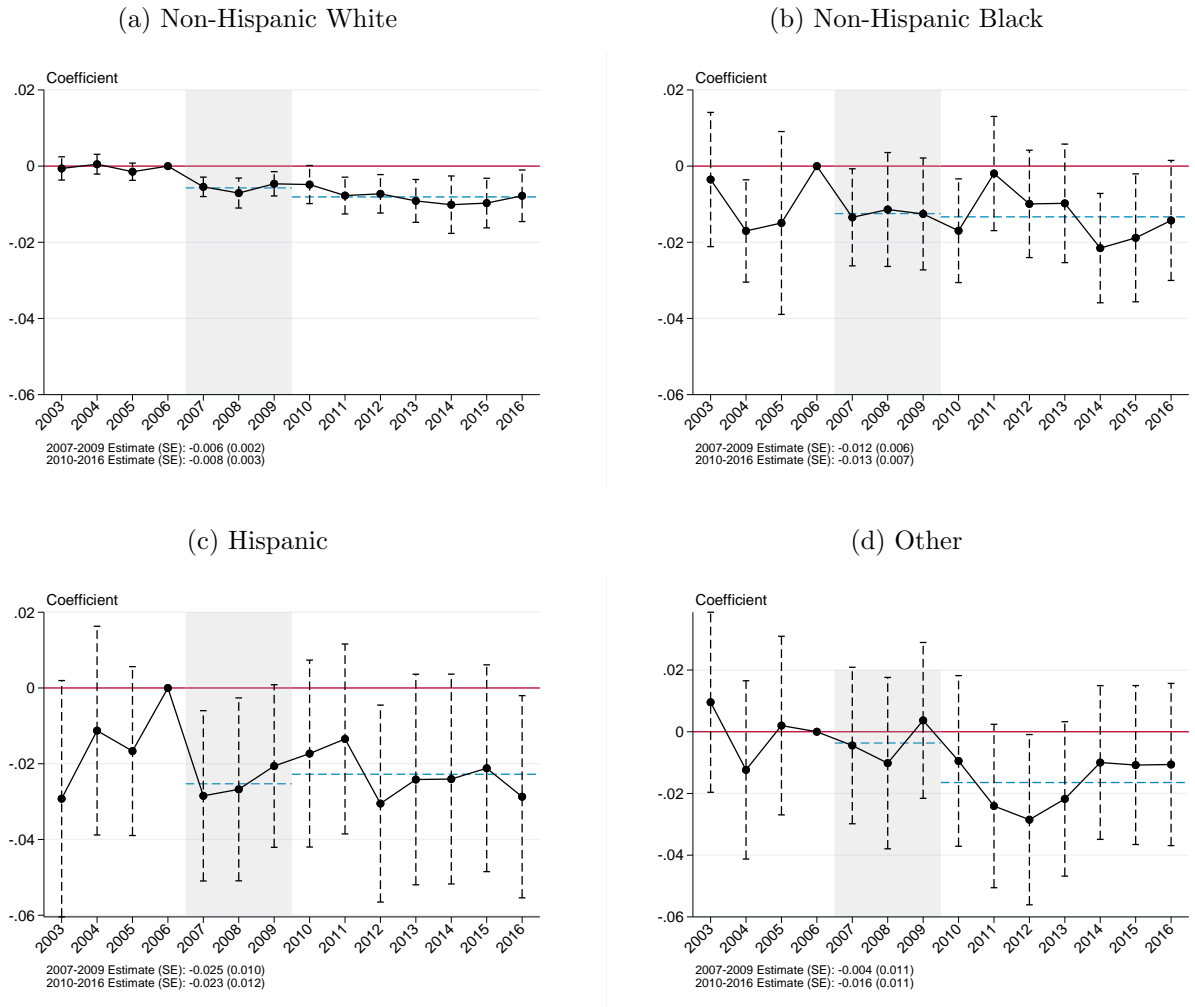 (a) Non-Hispanic White
Coefficient
.02
0
-.02
-.04
-.06
2003 2004 2005 2006 2007 2008 2009 2010 2011 2012 2013 2014 2015 2016
2007-2009 Estimate (SE): -0.006 (0.002)
2010-2016 Estimate (SE): -0.008 (0.003)
(b) Non-Hispanic Black
Coefficient
.02
0
-.02
-.04
-.06
2003 2004 2005 2006 2007 2008 2009 2010 2011 2012 2013 2014 2015 2016
2007-2009 Estimate (SE): -0.012 (0.006)
2010-2016 Estimate (SE): -0.013 (0.007)
(c) Hispanic
Coefficient
.02
0
-.02
-.04
-.06
2003 2004 2005 2006 2007 2008 2009 2010 2011 2012 2013 2014 2015 2016
2007-2009 Estimate (SE): -0.025 (0.010)
2010-2016 Estimate (SE): -0.023 (0.012)
(d) Other
Coefficient
.02
0
-.02
-.04
-.06
2003 2004 2005 2006 2007 2008 2009 2010 2011 2012 2013 2014 2015 2016
2007-2009 Estimate (SE): -0.004 (0.011)
2010-2016 Estimate (SE): -0.016 (0.011)